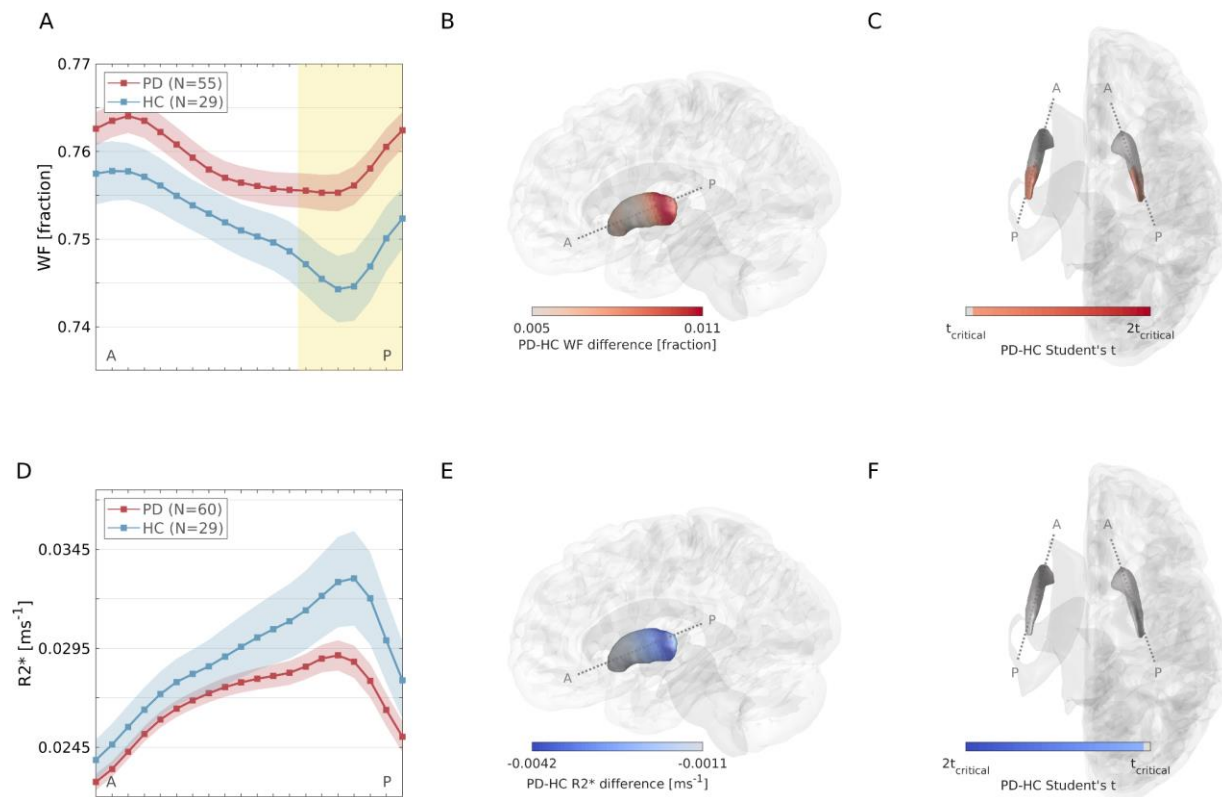 A
B
C
0.77
PD (N=55)
HC (N=29)
0.76
0.75
0.74
WF [fraction]
A
P
A
P
0.005
0.011
PD-HC WF difference [fraction]
A
A
P
P
t_critical
2t_critical
PD-HC Student's t
D
E
F
PD (N=60)
HC (N=29)
0.0345
0.0295
0.0245
R2* [ms⁻¹]
A
P
A
P
-0.0042
-0.0011
PD-HC R2* difference [ms⁻¹]
A
A
P
P
2t_critical
t_critical
PD-HC Student's t